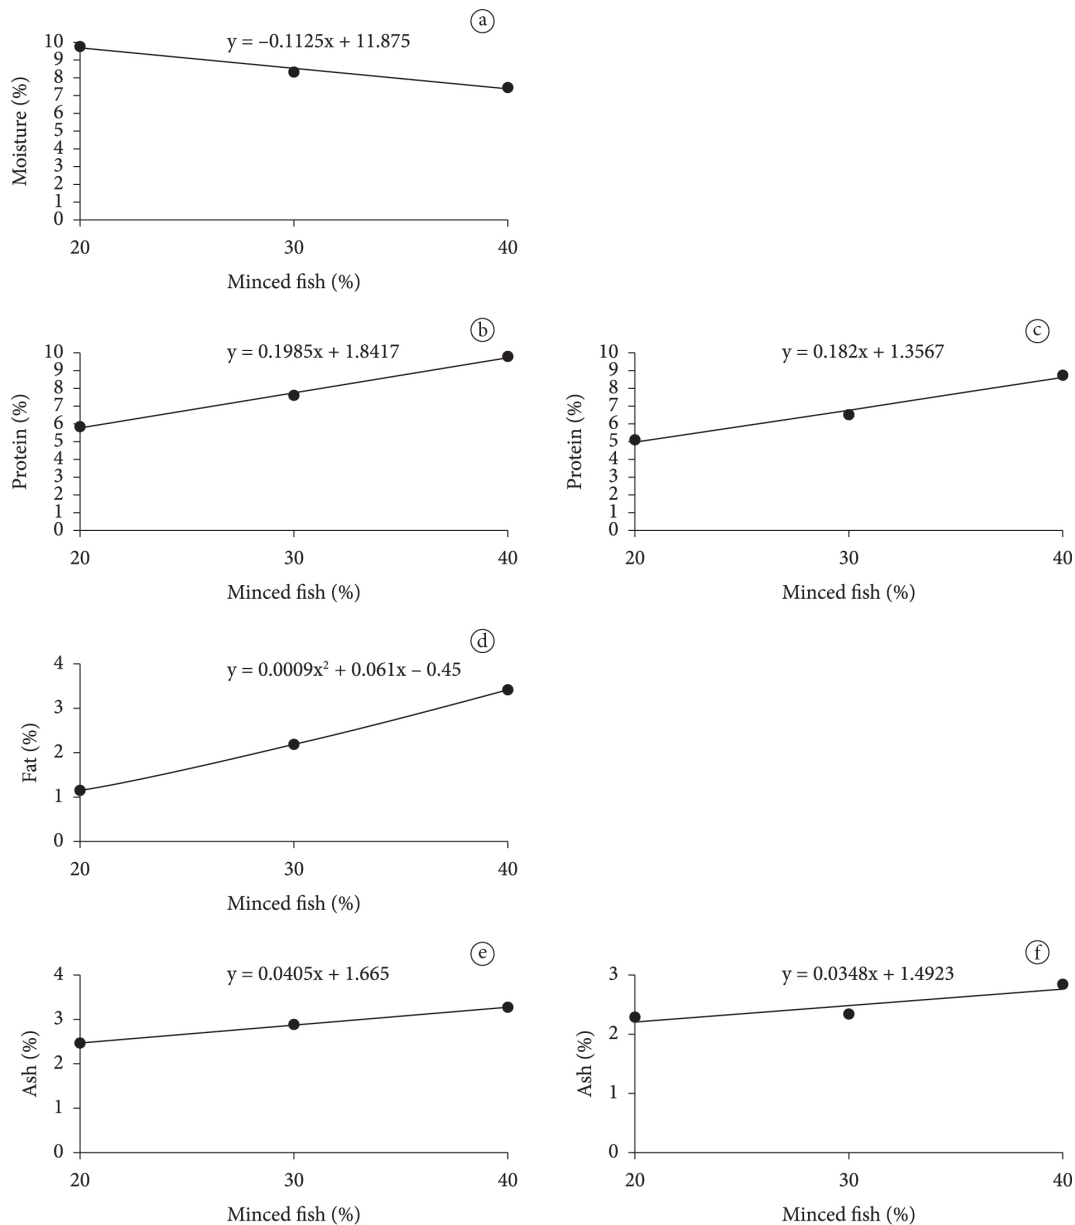 a
y = –0.1125x + 11.875
10
9
8
7
6
5
4
3
2
1
0
Moisture (%)
20 30 40
Minced fish (%)
b
y = 0.1985x + 1.8417
10
9
8
7
6
5
4
3
2
1
0
Protein (%)
20 30 40
Minced fish (%)
c
y = 0.182x + 1.3567
10
9
8
7
6
5
4
3
2
1
0
Protein (%)
20 30 40
Minced fish (%)
d
y = 0.0009x² + 0.061x – 0.45
4
3
2
1
0
Fat (%)
20 30 40
Minced fish (%)
e
y = 0.0405x + 1.665
4
3
2
1
0
Ash (%)
20 30 40
Minced fish (%)
f
y = 0.0348x + 1.4923
3
2
1
0
Ash (%)
20 30 40
Minced fish (%)